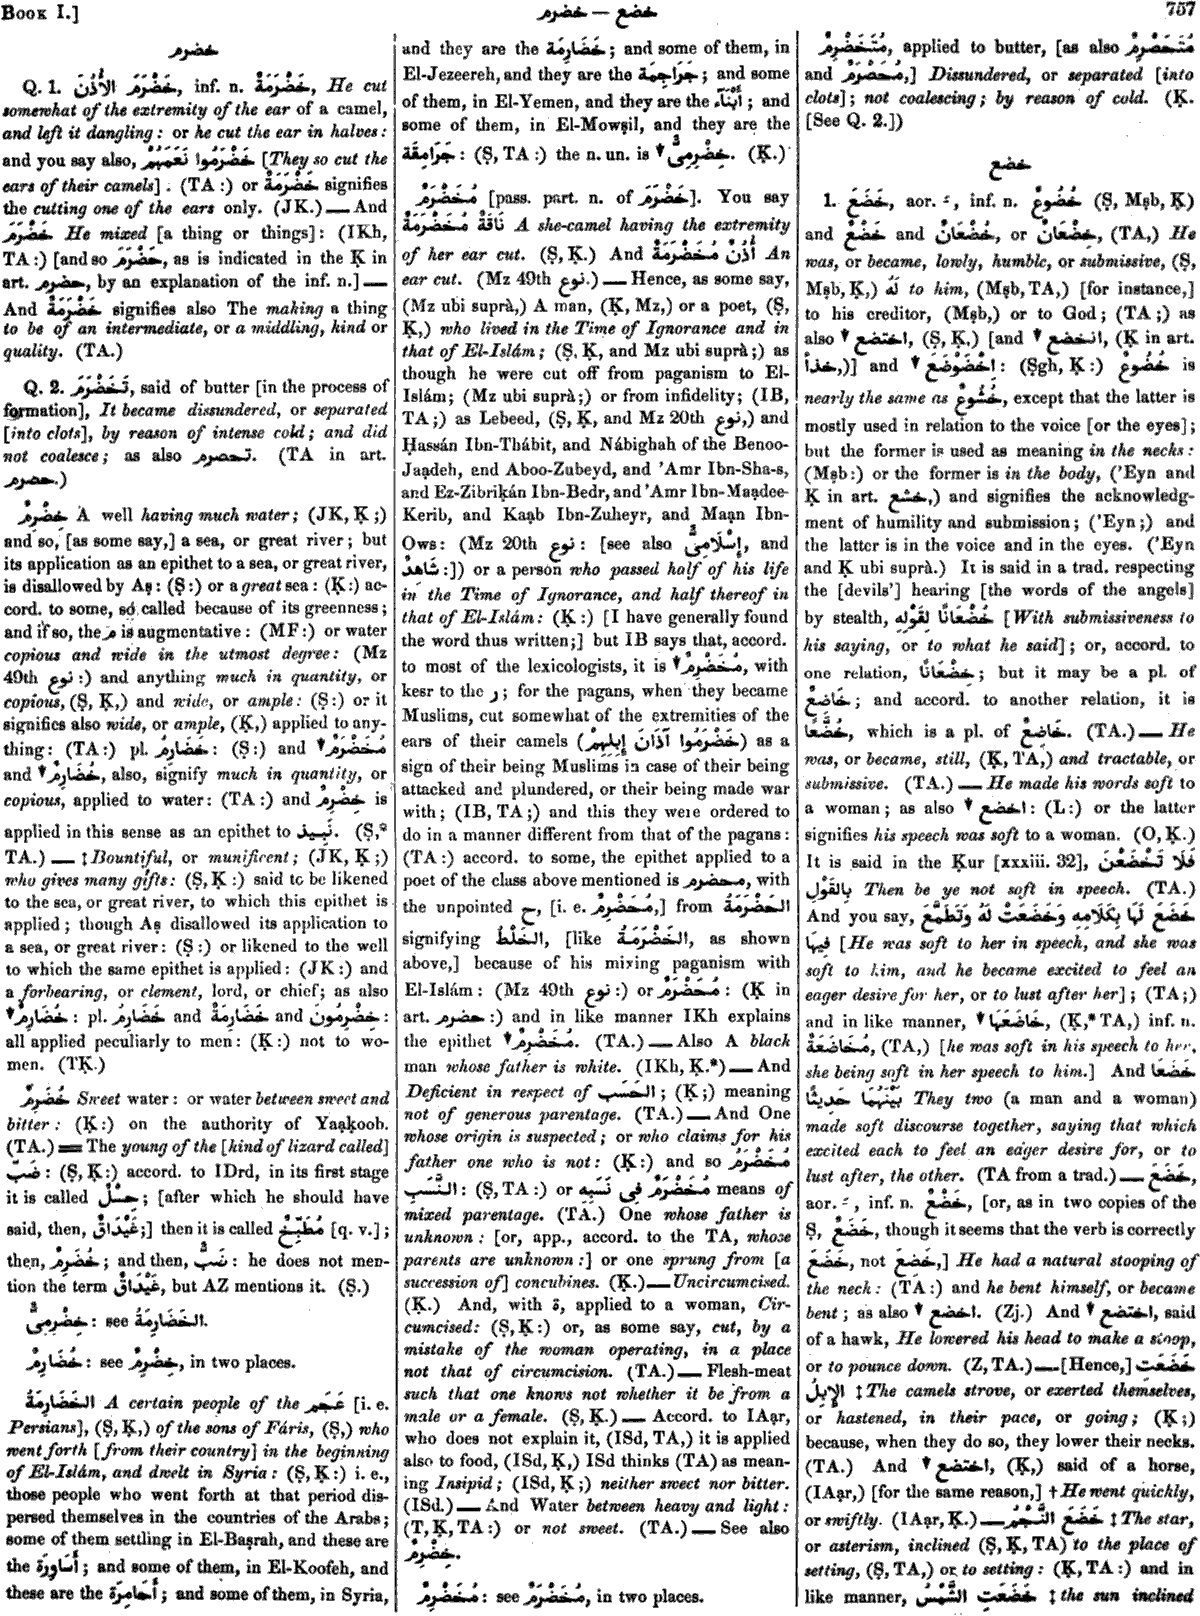 BOOK I.]
خضرم — خضع
757
خضرم
Q. 1. خَضْرَمَ الأُذُنَ, inf. n. خَضْرَمَةٌ, He cut
somewhat of the extremity of the ear of a camel,
and left it dangling: or he cut the ear in halves:
and you say also, خَضْرَمُوا نَعَمَهُمْ [They so cut the
ears of their camels]. (TA:) or خَضْرَمَةٌ signifies
the cutting one of the ears only. (JK.) — And
خَضْرَمَ He mixed [a thing or things]: (IKh,
TA:) [and so خَضْرَمَ, as is indicated in the Ḳ in
art. حضرم, by an explanation of the inf. n.] —
And خَضْرَمَةٌ signifies also The making a thing
to be of an intermediate, or a middling, kind or
quality. (TA.)
Q. 2. تَخَضْرَمَ, said of butter [in the process of
formation], It became dissundered, or separated
[into clots], by reason of intense cold; and did
not coalesce; as also تحضرم. (TA in art.
حضرم.)
خِضْرِمٌ A well having much water; (JK, Ḳ;)
and so, [as some say,] a sea, or great river; but
its application as an epithet to a sea, or great river,
is disallowed by Aṣ: (Ṣ:) or a great sea: (Ḳ:) ac-
cord. to some, so called because of its greenness;
and if so, the م is augmentative: (MF:) or water
copious and wide in the utmost degree: (Mz
49th نوع:) and anything much in quantity, or
copious, (Ṣ, Ḳ,) and wide, or ample: (Ṣ:) or it
signifies also wide, or ample, (Ḳ,) applied to any-
thing: (TA:) pl. خَضَارِمُ: (Ṣ:) and مُخَضْرَمٌ
and خُضَارِمٌ, also, signify much in quantity, or
copious, applied to water: (TA:) and خِضْرِمٌ is
applied in this sense as an epithet to نَبِيذ. (Ṣ,*
TA.) — ‡ Bountiful, or munificent; (JK, Ḳ;)
who gives many gifts: (Ṣ, Ḳ:) said to be likened
to the sea, or great river, to which this epithet is
applied; though Aṣ disallowed its application to
a sea, or great river: (Ṣ:) or likened to the well
to which the same epithet is applied: (JK:) and
a forbearing, or clement, lord, or chief; as also
خُضَارِمٌ: pl. خَضَارِمُ and خَضَارِمَةٌ and خِضْرِمُونَ:
all applied peculiarly to men: (Ḳ:) not to wo-
men. (TḲ.)
خُضَرِمٌ Sweet water: or water between sweet and
bitter: (Ḳ:) on the authority of Yaạḳoob.
(TA.) = The young of the [kind of lizard called]
ضَبّ: (Ṣ, Ḳ:) accord. to IDrd, in its first stage
it is called حِسْلٌ; [after which he should have
said, then, غَيْدَاقٌ;] then it is called مُطَبِّخٌ [q. v.];
then, خُضَرِمٌ; and then, ضَبٌّ: he does not men-
tion the term غَيْدَاقٌ, but AZ mentions it. (Ṣ.)
خِضْرِمِىٌّ: see الخَضَارِمَةُ.
خُضَارِمٌ: see خِضْرِمٌ, in two places.
الخَضَارِمَةُ A certain people of the عَجَم [i. e.
Persians], (Ṣ, Ḳ,) of the sons of Fáris, (Ṣ,) who
went forth [from their country] in the beginning
of El-Islám, and dwelt in Syria: (Ṣ, Ḳ:) i. e.,
those people who went forth at that period dis-
persed themselves in the countries of the Arabs;
some of them settling in El-Baṣrah, and these are
the أَسَاوِرَة; and some of them, in El-Koofeh, and
these are the أَحَامِرَة; and some of them, in Syria,
and they are the خَضَارِمَة; and some of them, in
El-Jezeereh, and they are the جَرَاجِمَة; and some
of them, in El-Yemen, and they are the أَبْنَآء; and
some of them, in El-Mowṣil, and they are the
جَرَامِقَة: (Ṣ, TA:) the n. un. is خِضْرِمِىٌّ. (Ḳ.)
مُخَضْرَمٌ [pass. part. n. of خَضْرَمَ]. You say
نَاقَةٌ مُخَضْرَمَةٌ A she-camel having the extremity
of her ear cut. (Ṣ, Ḳ.) And أُذُنٌ مُخَضْرَمَةٌ An
ear cut. (Mz 49th نوع.) — Hence, as some say,
(Mz ubi suprà,) A man, (Ḳ, Mz,) or a poet, (Ṣ,
Ḳ,) who lived in the Time of Ignorance and in
that of El-Islám; (Ṣ, Ḳ, and Mz ubi suprà;) as
though he were cut off from paganism to El-
Islám; (Mz ubi suprà;) or from infidelity; (IB,
TA;) as Lebeed, (Ṣ, Ḳ, and Mz 20th نوع,) and
Ḥassán Ibn-Thábit, and Nábighah of the Benoo-
Jaạdeh, and Aboo-Zubeyd, and 'Amr Ibn-Sha-s,
and Ez-Zibriḳán Ibn-Bedr, and 'Amr Ibn-Maạdee-
Kerib, and Kaạb Ibn-Zuheyr, and Maạn Ibn-
Ows: (Mz 20th نوع: [see also إِسْلَامِىٌّ, and
شَاهِدٌ:]) or a person who passed half of his life
in the Time of Ignorance, and half thereof in
that of El-Islám: (Ḳ:) [I have generally found
the word thus written;] but IB says that, accord.
to most of the lexicologists, it is مُخَضْرِمٌ, with
kesr to the ر; for the pagans, when they became
Muslims, cut somewhat of the extremities of the
ears of their camels (خَضْرَمُوا آذَانَ إِبِلِهِمْ) as a
sign of their being Muslims in case of their being
attacked and plundered, or their being made war
with; (IB, TA;) and this they were ordered to
do in a manner different from that of the pagans:
(TA:) accord. to some, the epithet applied to a
poet of the class above mentioned is محضرم, with
the unpointed ح, [i. e. مُحَضْرَمٌ,] from الحَضْرَمَةُ
signifying الخَلْطُ, [like الخَضْرَمَةُ, as shown
above,] because of his mixing paganism with
El-Islám: (Mz 49th نوع:) or مُحَضْرَمٌ: (Ḳ in
art. حضرم:) and in like manner IKh explains
the epithet مُخَضْرَمٌ. (TA.) — Also A black
man whose father is white. (IKh, Ḳ.*) — And
Deficient in respect of الحَسَب; (Ḳ;) meaning
not of generous parentage. (TA.) — And One
whose origin is suspected; or who claims for his
father one who is not: (Ḳ:) and so مُخَضْرَمُ
النَّسَبِ: (Ṣ, TA:) or مُخَضْرَمٌ فِى نَسَبِهِ means of
mixed parentage. (TA.) One whose father is
unknown: [or, app., accord. to the TA, whose
parents are unknown:] or one sprung from [a
succession of] concubines. (Ḳ.) — Uncircumcised.
(Ḳ.) And, with ة, applied to a woman, Cir-
cumcised: (Ṣ, Ḳ:) or, as some say, cut, by a
mistake of the woman operating, in a place
not that of circumcision. (TA.) — Flesh-meat
such that one knows not whether it be from a
male or a female. (Ṣ, Ḳ.) — Accord. to IAạr,
who does not explain it, (ISd, TA,) it is applied
also to food, (ISd, Ḳ,) ISd thinks (TA) as mean-
ing Insipid; (ISd, Ḳ;) neither sweet nor bitter.
(ISd.) — And Water between heavy and light:
(T, Ḳ, TA:) or not sweet. (TA.) — See also
خِضْرِمٌ.
مُخَضْرِمٌ: see مُخَضْرَمٌ, in two places.
مُتَخَضْرِمٌ, applied to butter, [as also مُتَحَضْرِمٌ
and مُحَضْرَمٌ,] Dissundered, or separated [into
clots]; not coalescing; by reason of cold. (Ḳ.
[See Q. 2.])
خضع
1. خَضَعَ, aor. ـَ, inf. n. خُضُوعٌ (Ṣ, Mṣb, Ḳ)
and خَضْعٌ and خُضْعَانٌ, or خِضْعَانٌ, (TA,) He
was, or became, lowly, humble, or submissive, (Ṣ,
Mṣb, Ḳ,) لَهُ to him, (Mṣb, TA,) [for instance,]
to his creditor, (Mṣb,) or to God; (TA;) as
also اختضع, (Ṣ, Ḳ,) [and انخضع, (Ḳ in art.
خذأ,)] and اِخْضَوْضَعَ: (Ṣgh, Ḳ:) خُضُوعٌ is
nearly the same as خُشُوعٌ, except that the latter is
mostly used in relation to the voice [or the eyes];
but the former is used as meaning in the necks:
(Mṣb:) or the former is in the body, ('Eyn and
Ḳ in art. خشع,) and signifies the acknowledg-
ment of humility and submission; ('Eyn;) and
the latter is in the voice and in the eyes. ('Eyn
and Ḳ ubi suprà.) It is said in a trad. respecting
the [devils'] hearing [the words of the angels]
by stealth, خُضْعَانًا لِقَوْلِهِ [With submissiveness to
his saying, or to what he said]; or, accord. to
one relation, خِضْعَانًا; but it may be a pl. of
خَاضِعٌ; and accord. to another relation, it is
خُضَّعًا, which is a pl. of خَاضِعٌ. (TA.) — He
was, or became, still, (Ḳ, TA,) and tractable, or
submissive. (TA.) — He made his words soft to
a woman; as also اخضع: (L:) or the latter
signifies his speech was soft to a woman. (O, Ḳ.)
It is said in the Ḳur [xxxiii. 32], فَلَا تَخْضَعْنَ
بِالقَوْلِ Then be ye not soft in speech. (TA.)
And you say, خَضَعَ لَهَا بِكَلَامِهِ وَخَضَعَتْ لَهُ وَتَطَمَّعَ
فِيهَا [He was soft to her in speech, and she was
soft to him, and he became excited to feel an
eager desire for her, or to lust after her]; (TA;)
and in like manner, خَاضَعَهَا, (Ḳ,* TA,) inf. n.
مُخَاضَعَةٌ, (TA,) [he was soft in his speech to her,
she being soft in her speech to him.] And خَضَعَا
بَيْنَهُمَا حَدِيثًا They two (a man and a woman)
made soft discourse together, saying that which
excited each to feel an eager desire for, or to
lust after, the other. (TA from a trad.) — خَضَعَ,
aor. ـَ, inf. n. خَضْعٌ, [or, as in two copies of the
Ṣ, خَضَعٌ, though it seems that the verb is correctly
خَضَعَ, not خَضِعَ,] He had a natural stooping of
the neck: (TA:) and he bent himself, or became
bent; as also اخضع. (Zj.) And اختضع, said
of a hawk, He lowered his head to make a stoop,
or to pounce down. (Z, TA.) — [Hence,] خَضَعَتِ
الإِبِلُ ‡ The camels strove, or exerted themselves,
or hastened, in their pace, or going; (Ḳ;)
because, when they do so, they lower their necks.
(TA.) And اختضع, (Ḳ,) said of a horse,
(IAạr,) [for the same reason,] † He went quickly,
or swiftly. (IAạr, Ḳ.) — خَضَعَ النَّجْمُ ‡ The star,
or asterism, inclined (Ṣ, Ḳ, TA) to the place of
setting, (Ṣ, TA,) or to setting: (Ḳ, TA:) and in
like manner, خَضَعَتِ الشَّمْسُ ‡ the sun inclined